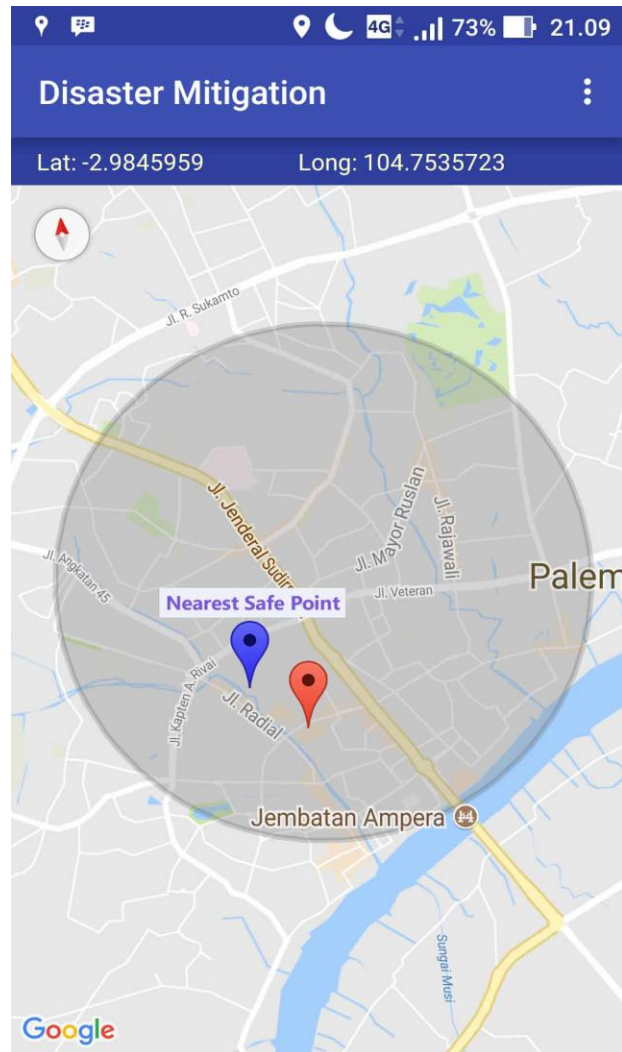 4G 73% 21.09
Disaster Mitigation
Lat: -2.9845959 Long: 104.7535723
Jl. R. Sukamto
Jl. Jenderal Sudir
Jl. Mayor Ruslan
Jl. Rajawali
Jl. Angkatan 45
Palem
Jl. Veteran
Nearest Safe Point
Jl. Kapten A. Rivai
Jl. Radial
Jembatan Ampera
Sungai Musi
Google